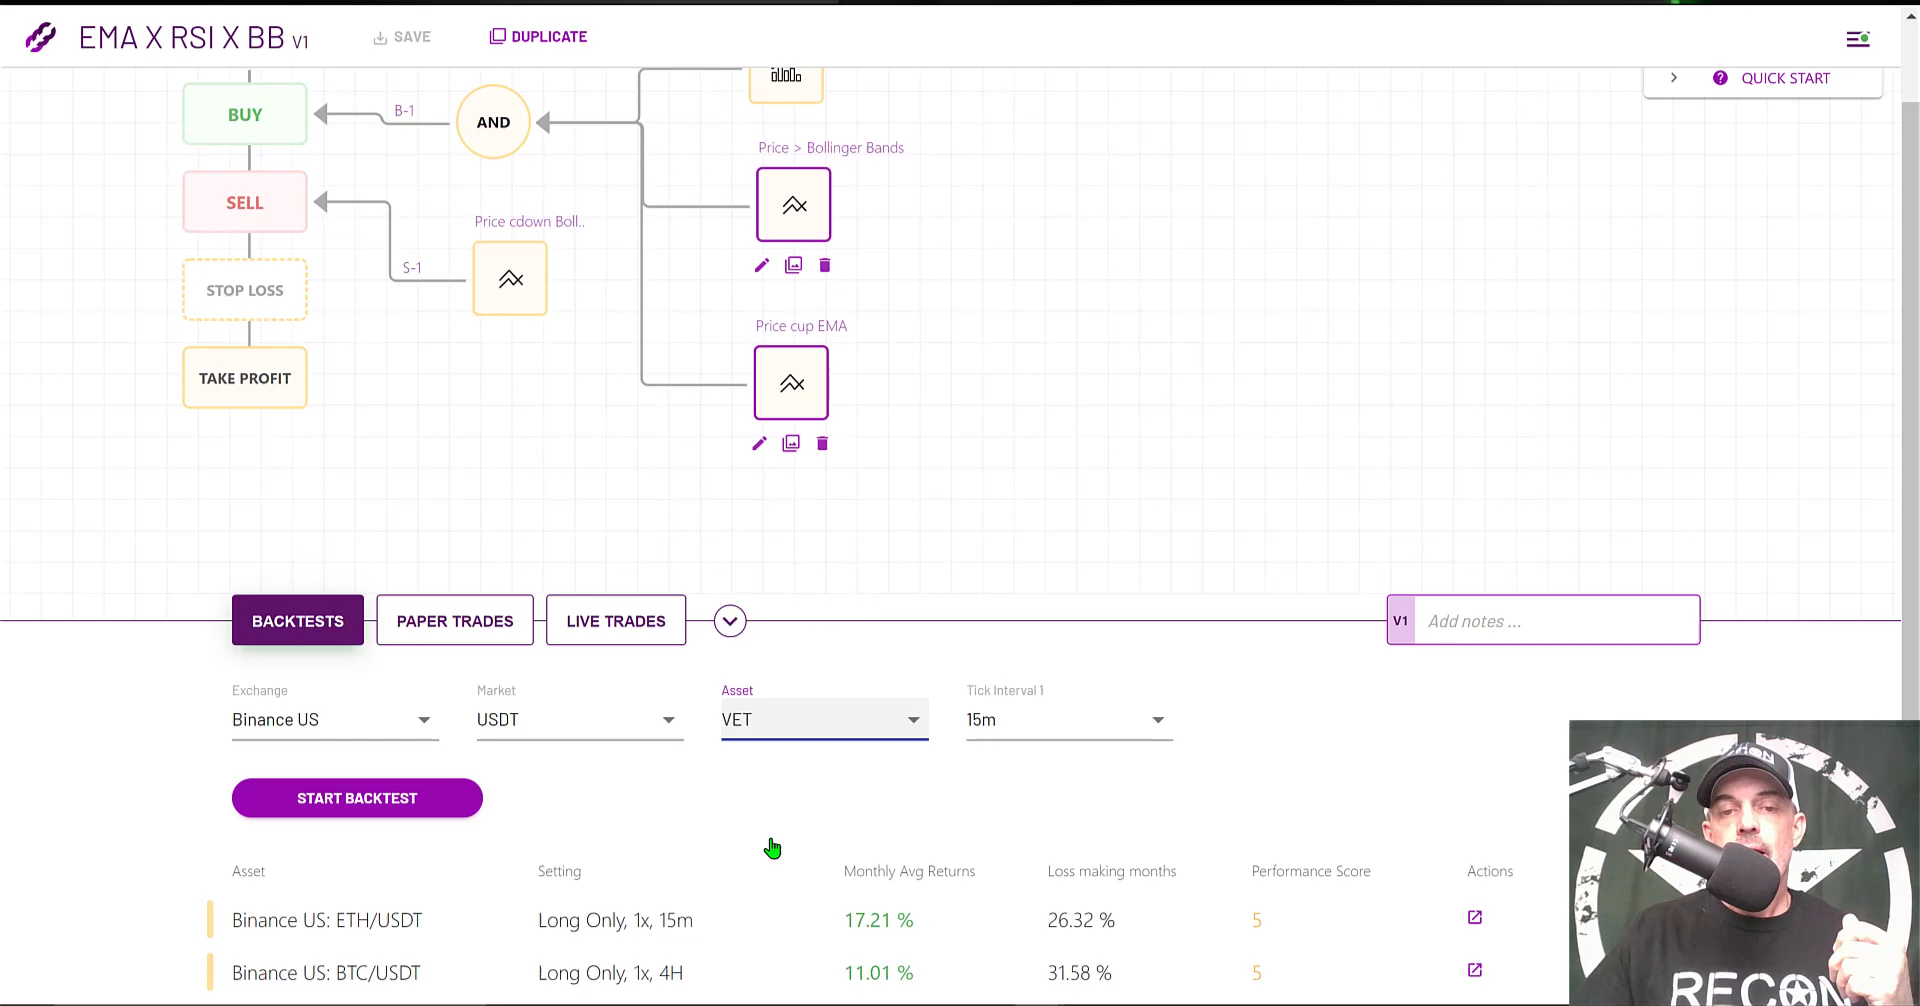 EMA X RSI X BB V1
SAVE
DUPLICATE
QUICK START
BUY
B-1
AND
Price > Bollinger Bands
SELL
Price cdown Boll..
S-1
STOP LOSS
Price cup EMA
TAKE PROFIT
BACKTESTS
PAPER TRADES
LIVE TRADES
V1
Add notes ...
Exchange
Market
Asset
Tick Interval 1
Binance US
USDT
VET
15m
START BACKTEST
Asset
Setting
Monthly Avg Returns
Loss making months
Performance Score
Actions
Binance US: ETH/USDT
Long Only, 1x, 15m
17.21 %
26.32 %
5
Binance US: BTC/USDT
Long Only, 1x, 4H
11.01 %
31.58 %
5
RECON